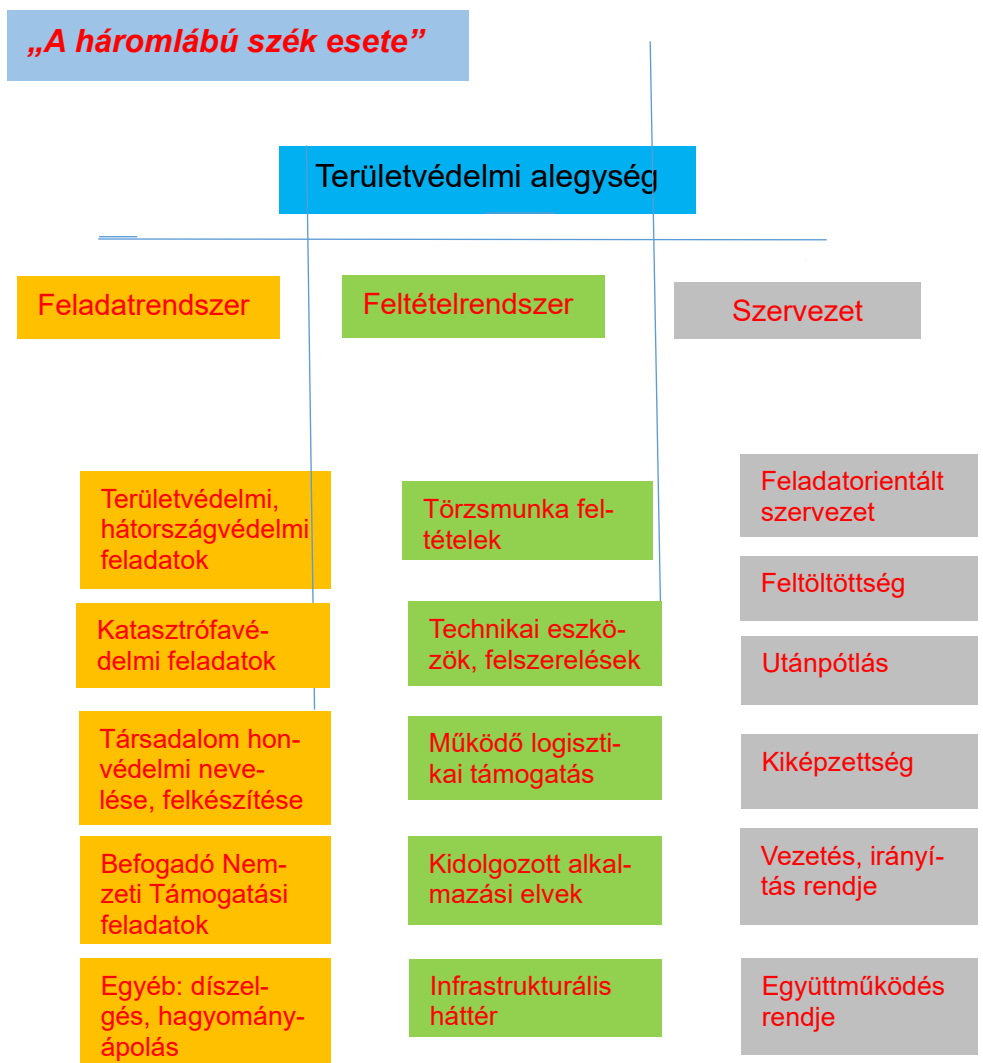 „A háromlábú szék esete”
Területvédelmi alegység
Feladatrendszer
Feltételrendszer
Szervezet
Területvédelmi,
hátországvédelmi
feladatok
Katasztrófavé-
delmi feladatok
Társadalom hon-
védelmi neve-
lése, felkészítése
Befogadó Nem-
zeti Támogatási
feladatok
Egyéb: díszel-
gés, hagyomány-
ápolás
Törzsmunka fel-
tételek
Technikai eszkö-
zök, felszerelések
Működő logiszti-
kai támogatás
Kidolgozott alkal-
mazási elvek
Infrastrukturális
háttér
Feladatorientált
szervezet
Feltöltöttség
Utánpótlás
Kiképzettség
Vezetés, irányí-
tás rendje
Együttműködés
rendje